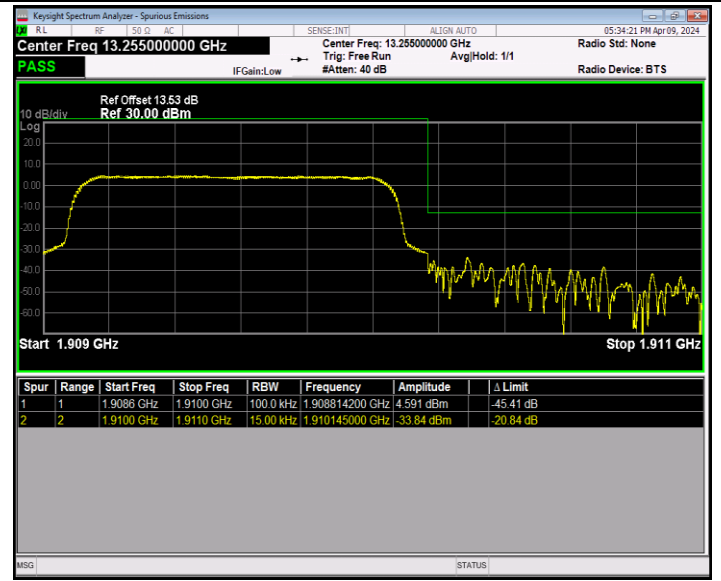 Keysight Spectrum Analyzer - Spurious Emissions
RL RF 50 Ω AC SENSE:INT ALIGN AUTO 05:34:21 PM Apr 09, 2024
Center Freq 13.255000000 GHz Center Freq: 13.255000000 GHz Radio Std: None
Trig: Free Run Avg|Hold: 1/1
PASS IFGain:Low #Atten: 40 dB Radio Device: BTS
Ref Offset 13.53 dB
10 dB/div Ref 30.00 dBm
Log
20.0
10.0
0.00
-10.0
-20.0
-30.0
-40.0
-50.0
-60.0
Start 1.909 GHz Stop 1.911 GHz
Spur Range Start Freq Stop Freq RBW Frequency Amplitude Δ Limit
1 1 1.9086 GHz 1.9100 GHz 100.0 kHz 1.908814200 GHz 4.591 dBm -45.41 dB
2 2 1.9100 GHz 1.9110 GHz 15.00 kHz 1.910145000 GHz -33.84 dBm -20.84 dB
MSG STATUS